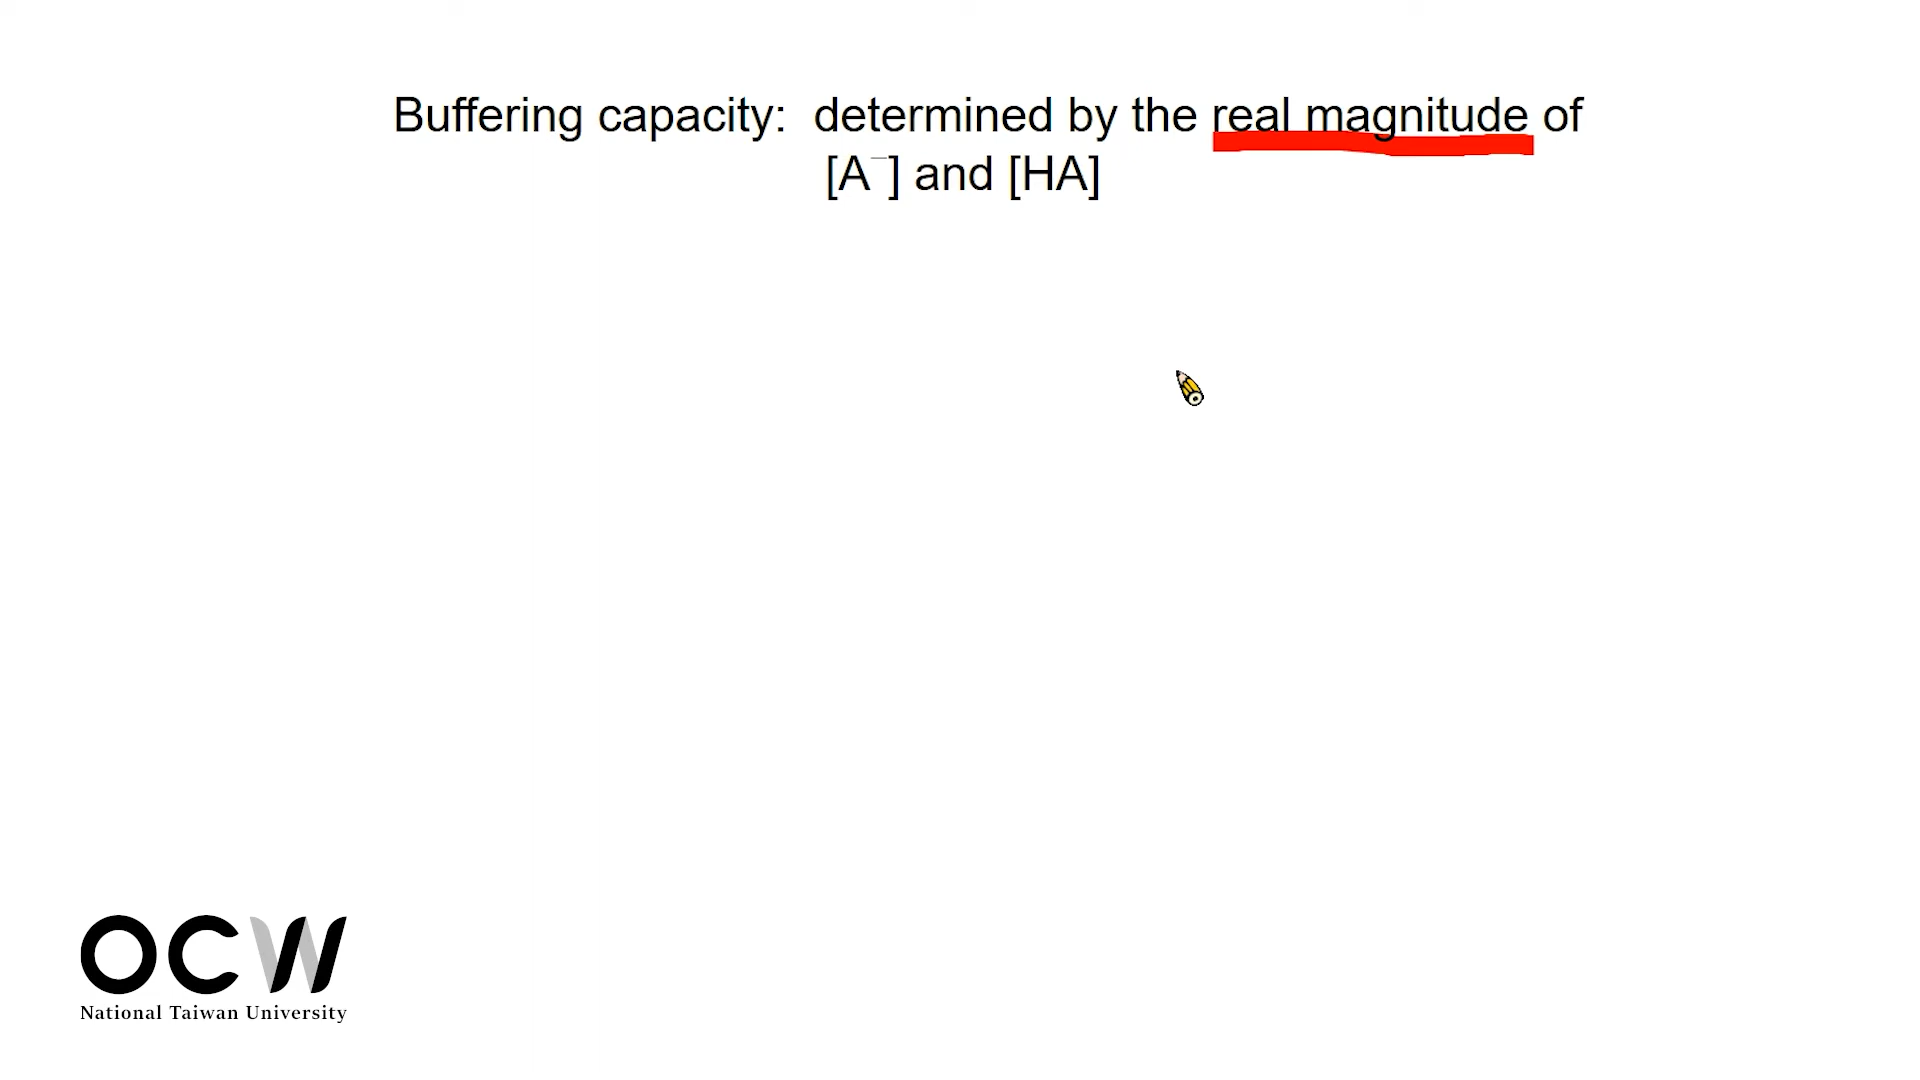 Buffering capacity: determined by the real magnitude of
[A⁻] and [HA]
OCW
National Taiwan University